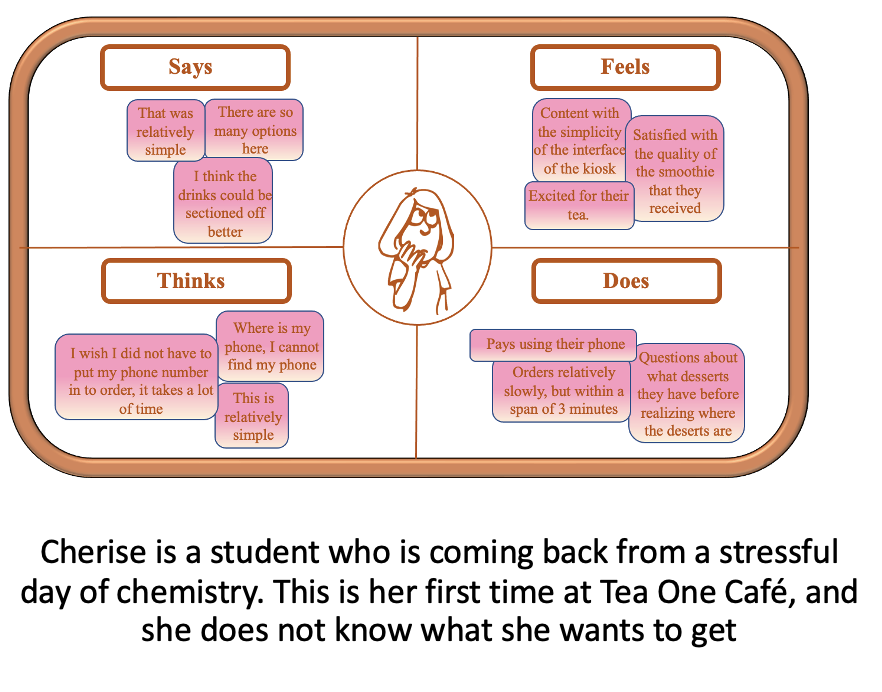 Says
That was
relatively
simple
There are so
many options
here
I think the
drinks could be
sectioned off
better
Feels
Content with
the simplicity
of the interface
of the kiosk
Satisfied with
the quality of
the smoothie
that they
received
Excited for their
tea.
Thinks
I wish I did not have to
put my phone number
in to order, it takes a lot
of time
Where is my
phone, I cannot
find my phone
This is
relatively
simple
Does
Pays using their phone
Orders relatively
slowly, but within a
span of 3 minutes
Questions about
what desserts
they have before
realizing where
the deserts are
Cherise is a student who is coming back from a stressful
day of chemistry. This is her first time at Tea One Café, and
she does not know what she wants to get